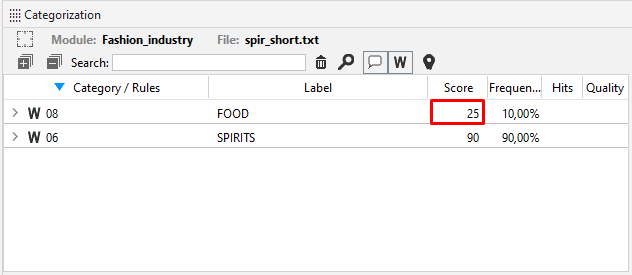 Categorization
Module: Fashion_industry File: spir_short.txt
Search: W
Category / Rules Label Score Frequen... Hits Quality
W 08 FOOD 25 10,00%
W 06 SPIRITS 90 90,00%